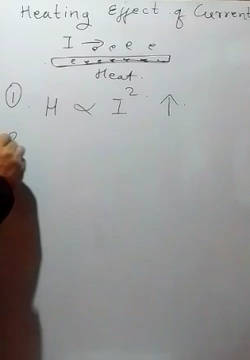 Heating Effect of Current
I → e e e
e e e e e e
Heat.
① H ∝ I² ↑